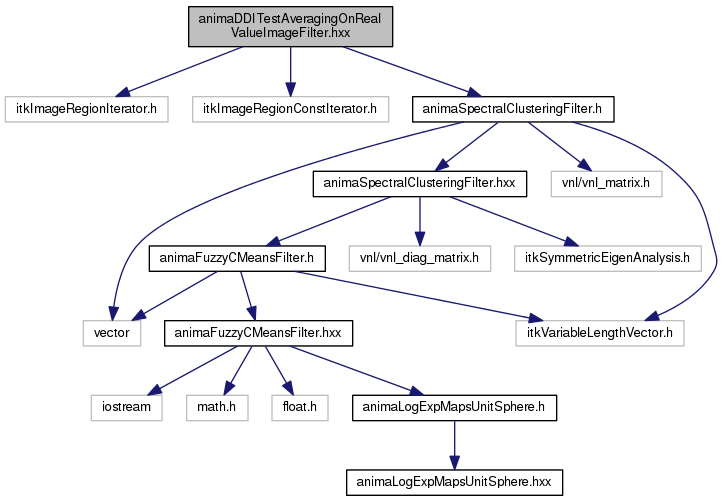 animaDDITestAveragingOnReal
ValueImageFilter.hxx
itkImageRegionIterator.h
itkImageRegionConstIterator.h
animaSpectralClusteringFilter.h
animaSpectralClusteringFilter.hxx
vnl/vnl_matrix.h
animaFuzzyCMeansFilter.h
vnl/vnl_diag_matrix.h
itkSymmetricEigenAnalysis.h
vector
animaFuzzyCMeansFilter.hxx
itkVariableLengthVector.h
iostream
math.h
float.h
animaLogExpMapsUnitSphere.h
animaLogExpMapsUnitSphere.hxx